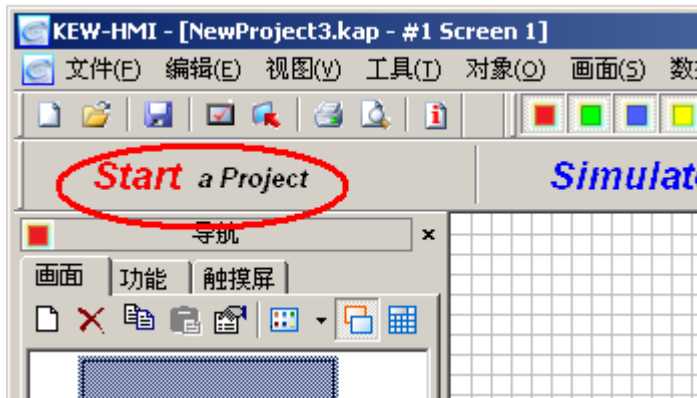 KEW-HMI - [NewProject3.kap - #1 Screen 1]
文件(F) 编辑(E) 视图(V) 工具(T) 对象(O) 画面(S) 数
Start a Project
Simulat
导航
画面 功能 触摸屏